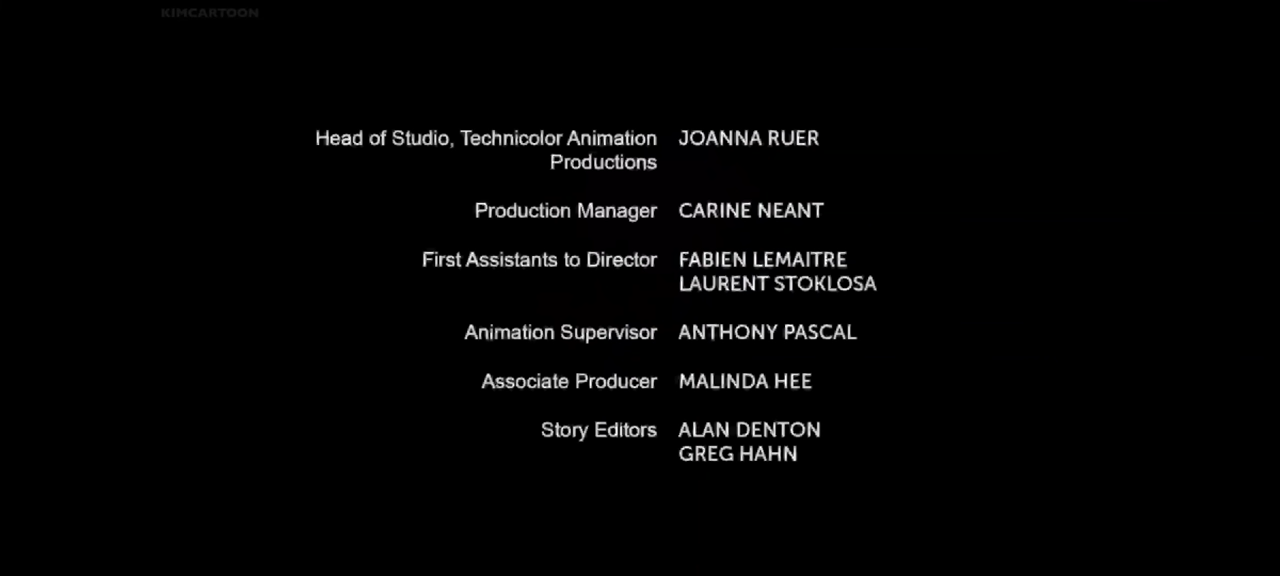 KIMCARTOON
Head of Studio, Technicolor Animation JOANNA RUER
Productions
Production Manager CARINE NEANT
First Assistants to Director FABIEN LEMAITRE
LAURENT STOKLOSA
Animation Supervisor ANTHONY PASCAL
Associate Producer MALINDA HEE
Story Editors ALAN DENTON
GREG HAHN